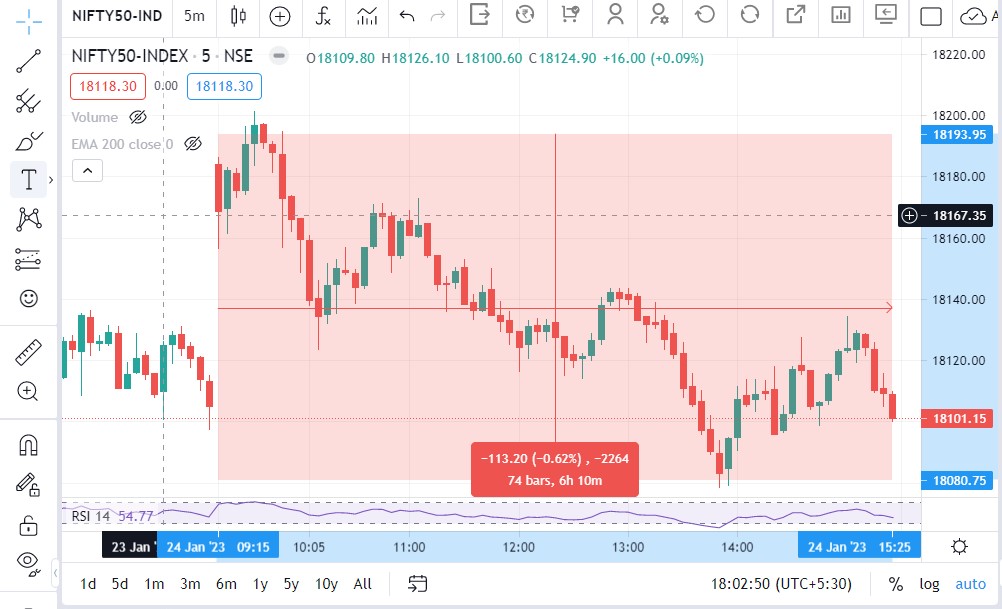 NIFTY50-IND 5m
NIFTY50-INDEX · 5 · NSE O18109.80 H18126.10 L18100.60 C18124.90 +16.00 (+0.09%)
18118.30 0.00 18118.30
Volume
EMA 200 close 0
T
18220.00
18200.00
18193.95
18180.00
18167.35
18160.00
18140.00
18120.00
18101.15
18080.75
−113.20 (−0.62%) , −2264
74 bars, 6h 10m
RSI 14 54.77
23 Jan ' 24 Jan '23 09:15 10:05 11:00 12:00 13:00 14:00 24 Jan '23 15:25
1d 5d 1m 3m 6m 1y 5y 10y All 18:02:50 (UTC+5:30) % log auto